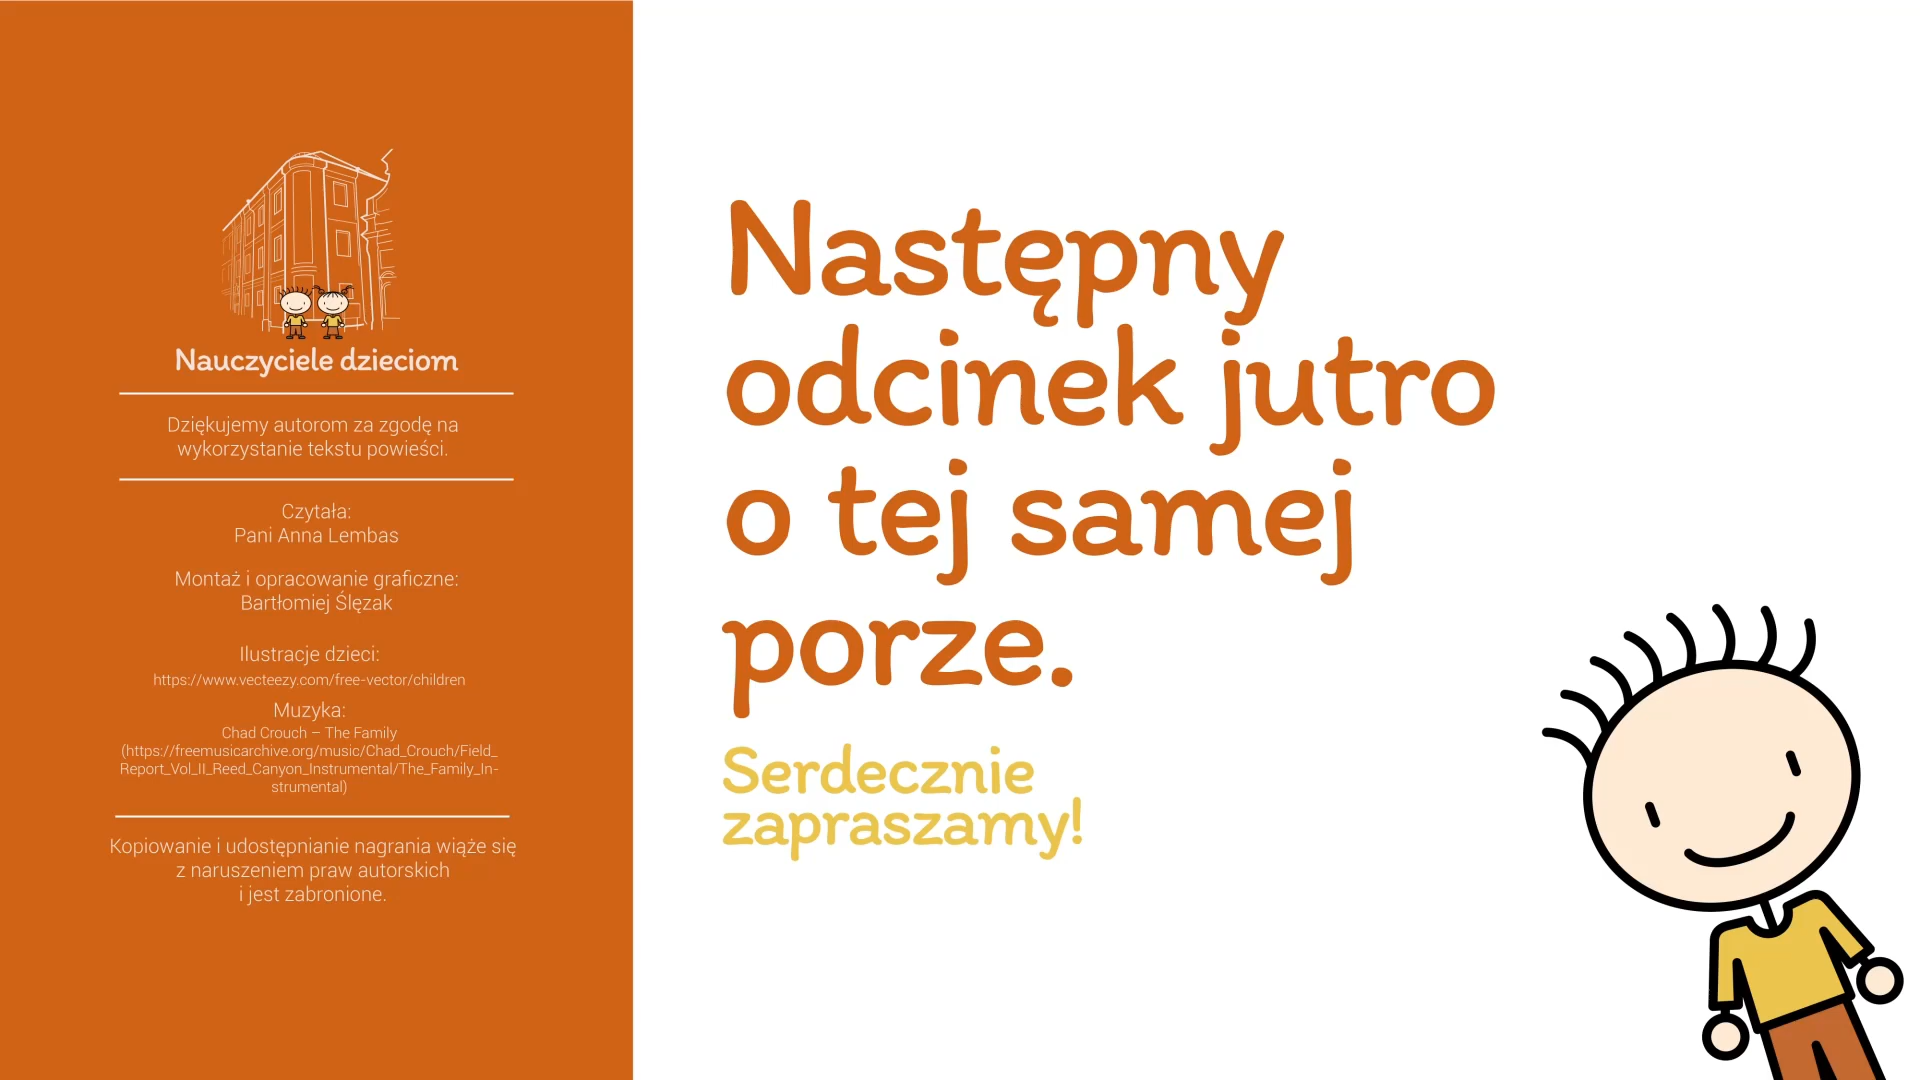 Nauczyciele dzieciom
Dziękujemy autorom za zgodę na
wykorzystanie tekstu powieści.
Czytała:
Pani Anna Lembas
Montaż i opracowanie graficzne:
Bartłomiej Ślęzak
Ilustracje dzieci:
https://www.vecteezy.com/free-vector/children
Muzyka:
Chad Crouch – The Family
(https://freemusicarchive.org/music/Chad_Crouch/Field_
Report_Vol_II_Reed_Canyon_Instrumental/The_Family_In-
strumental)
Kopiowanie i udostępnianie nagrania wiąże się
z naruszeniem praw autorskich
i jest zabronione.
Następny
odcinek jutro
o tej samej
porze.
Serdecznie
zapraszamy!